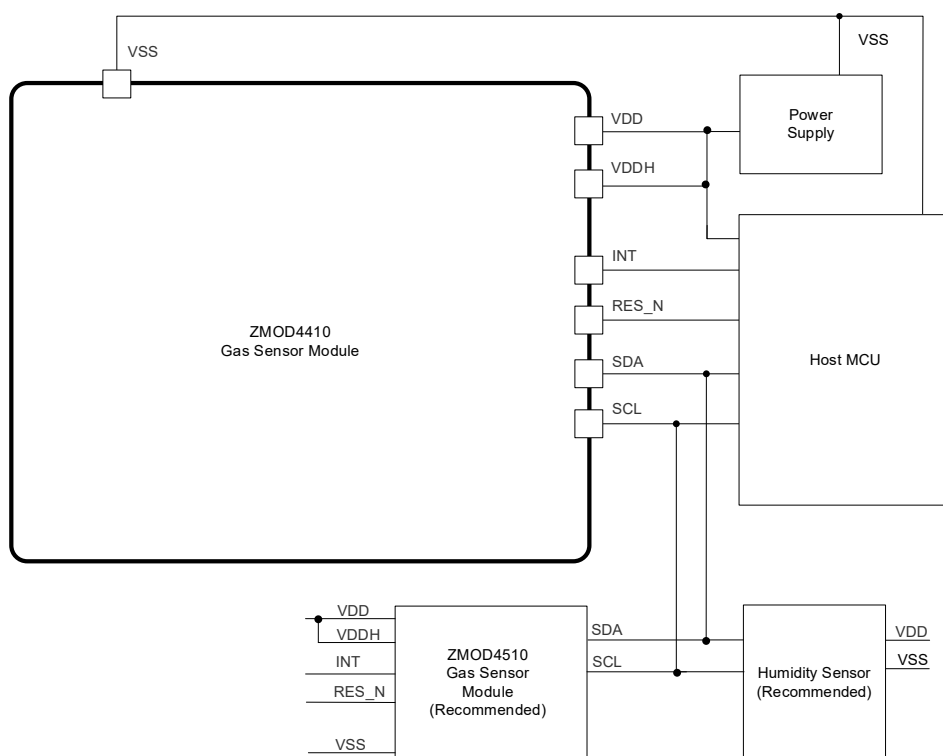 VSS
VSS
VDD
Power
Supply
VDDH
INT
RES_N
ZMOD4410
Gas Sensor Module
Host MCU
SDA
SCL
VDD
VDDH
INT
RES_N
VSS
ZMOD4510
Gas Sensor
Module
(Recommended)
SDA
SCL
Humidity Sensor
(Recommended)
VDD
VSS